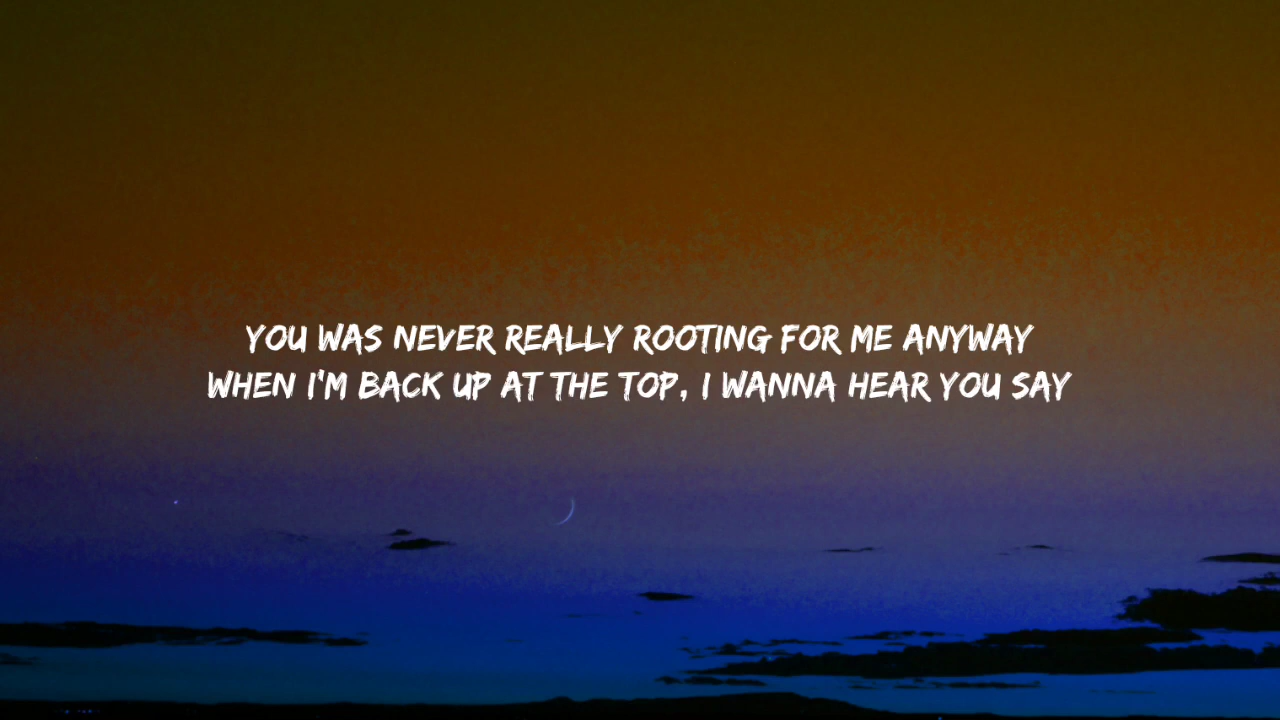 YOU WAS NEVER REALLY ROOTING FOR ME ANYWAY
WHEN I'M BACK UP AT THE TOP, I WANNA HEAR YOU SAY